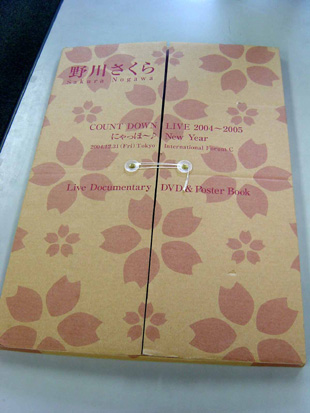 野川さくら
Sakura Nogawa
COUNT DOWN LIVE 2004～2005
にゃっほ～♪ New Year
2004.12.31 (Fri) Tokyo International Forum C
Live Documentary DVD & Poster Book